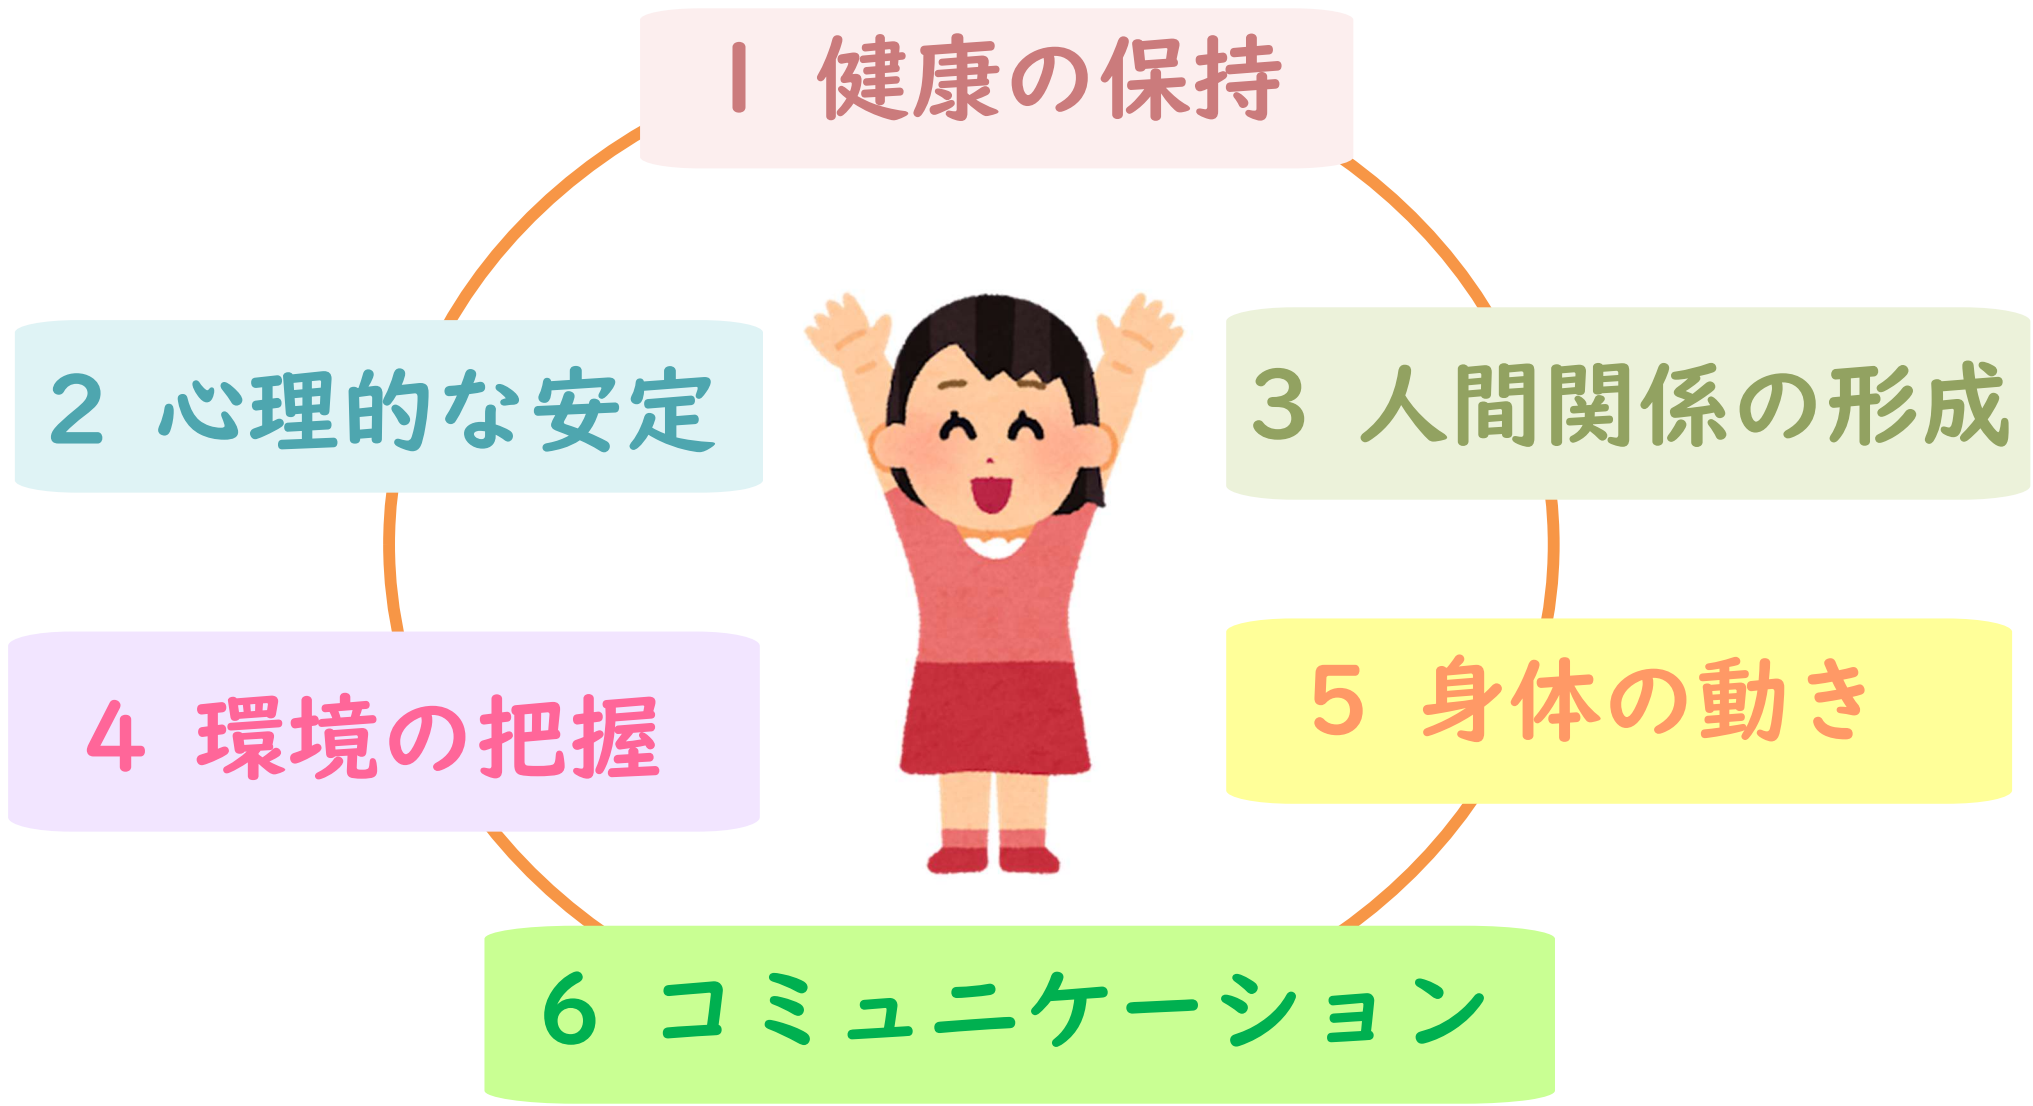 1 健康の保持
2 心理的な安定
3 人間関係の形成
4 環境の把握
5 身体の動き
6 コミュニケーション